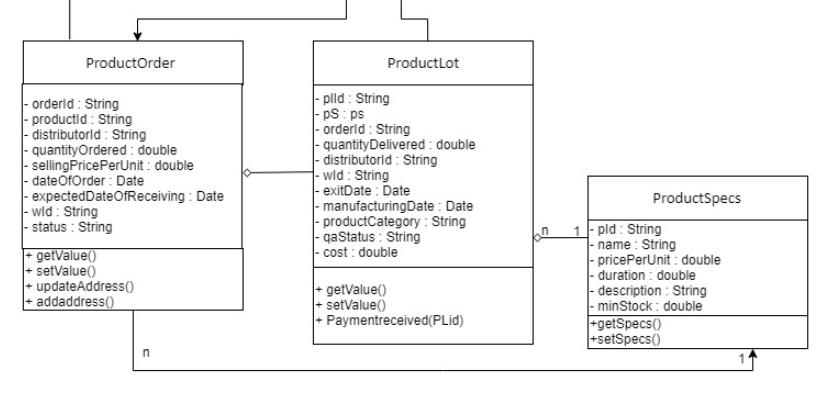 ProductOrder
- orderId : String
- productId : String
- distributorId : String
- quantityOrdered : double
- sellingPricePerUnit : double
- dateOfOrder : Date
- expectedDateOfReceiving : Date
- wId : String
- status : String
+ getValue()
+ setValue()
+ updateAddress()
+ addaddress()
ProductLot
- plId : String
- pS : ps
- orderId : String
- quantityDelivered : double
- distributorId : String
- wId : String
- exitDate : Date
- manufacturingDate : Date
- productCategory : String
- qaStatus : String
- cost : double
+ getValue()
+ setValue()
+ Paymentreceived(PLid)
n
1
ProductSpecs
- pId : String
- name : String
- pricePerUnit : double
- duration : double
- description : String
- minStock : double
+getSpecs()
+setSpecs()
n
1